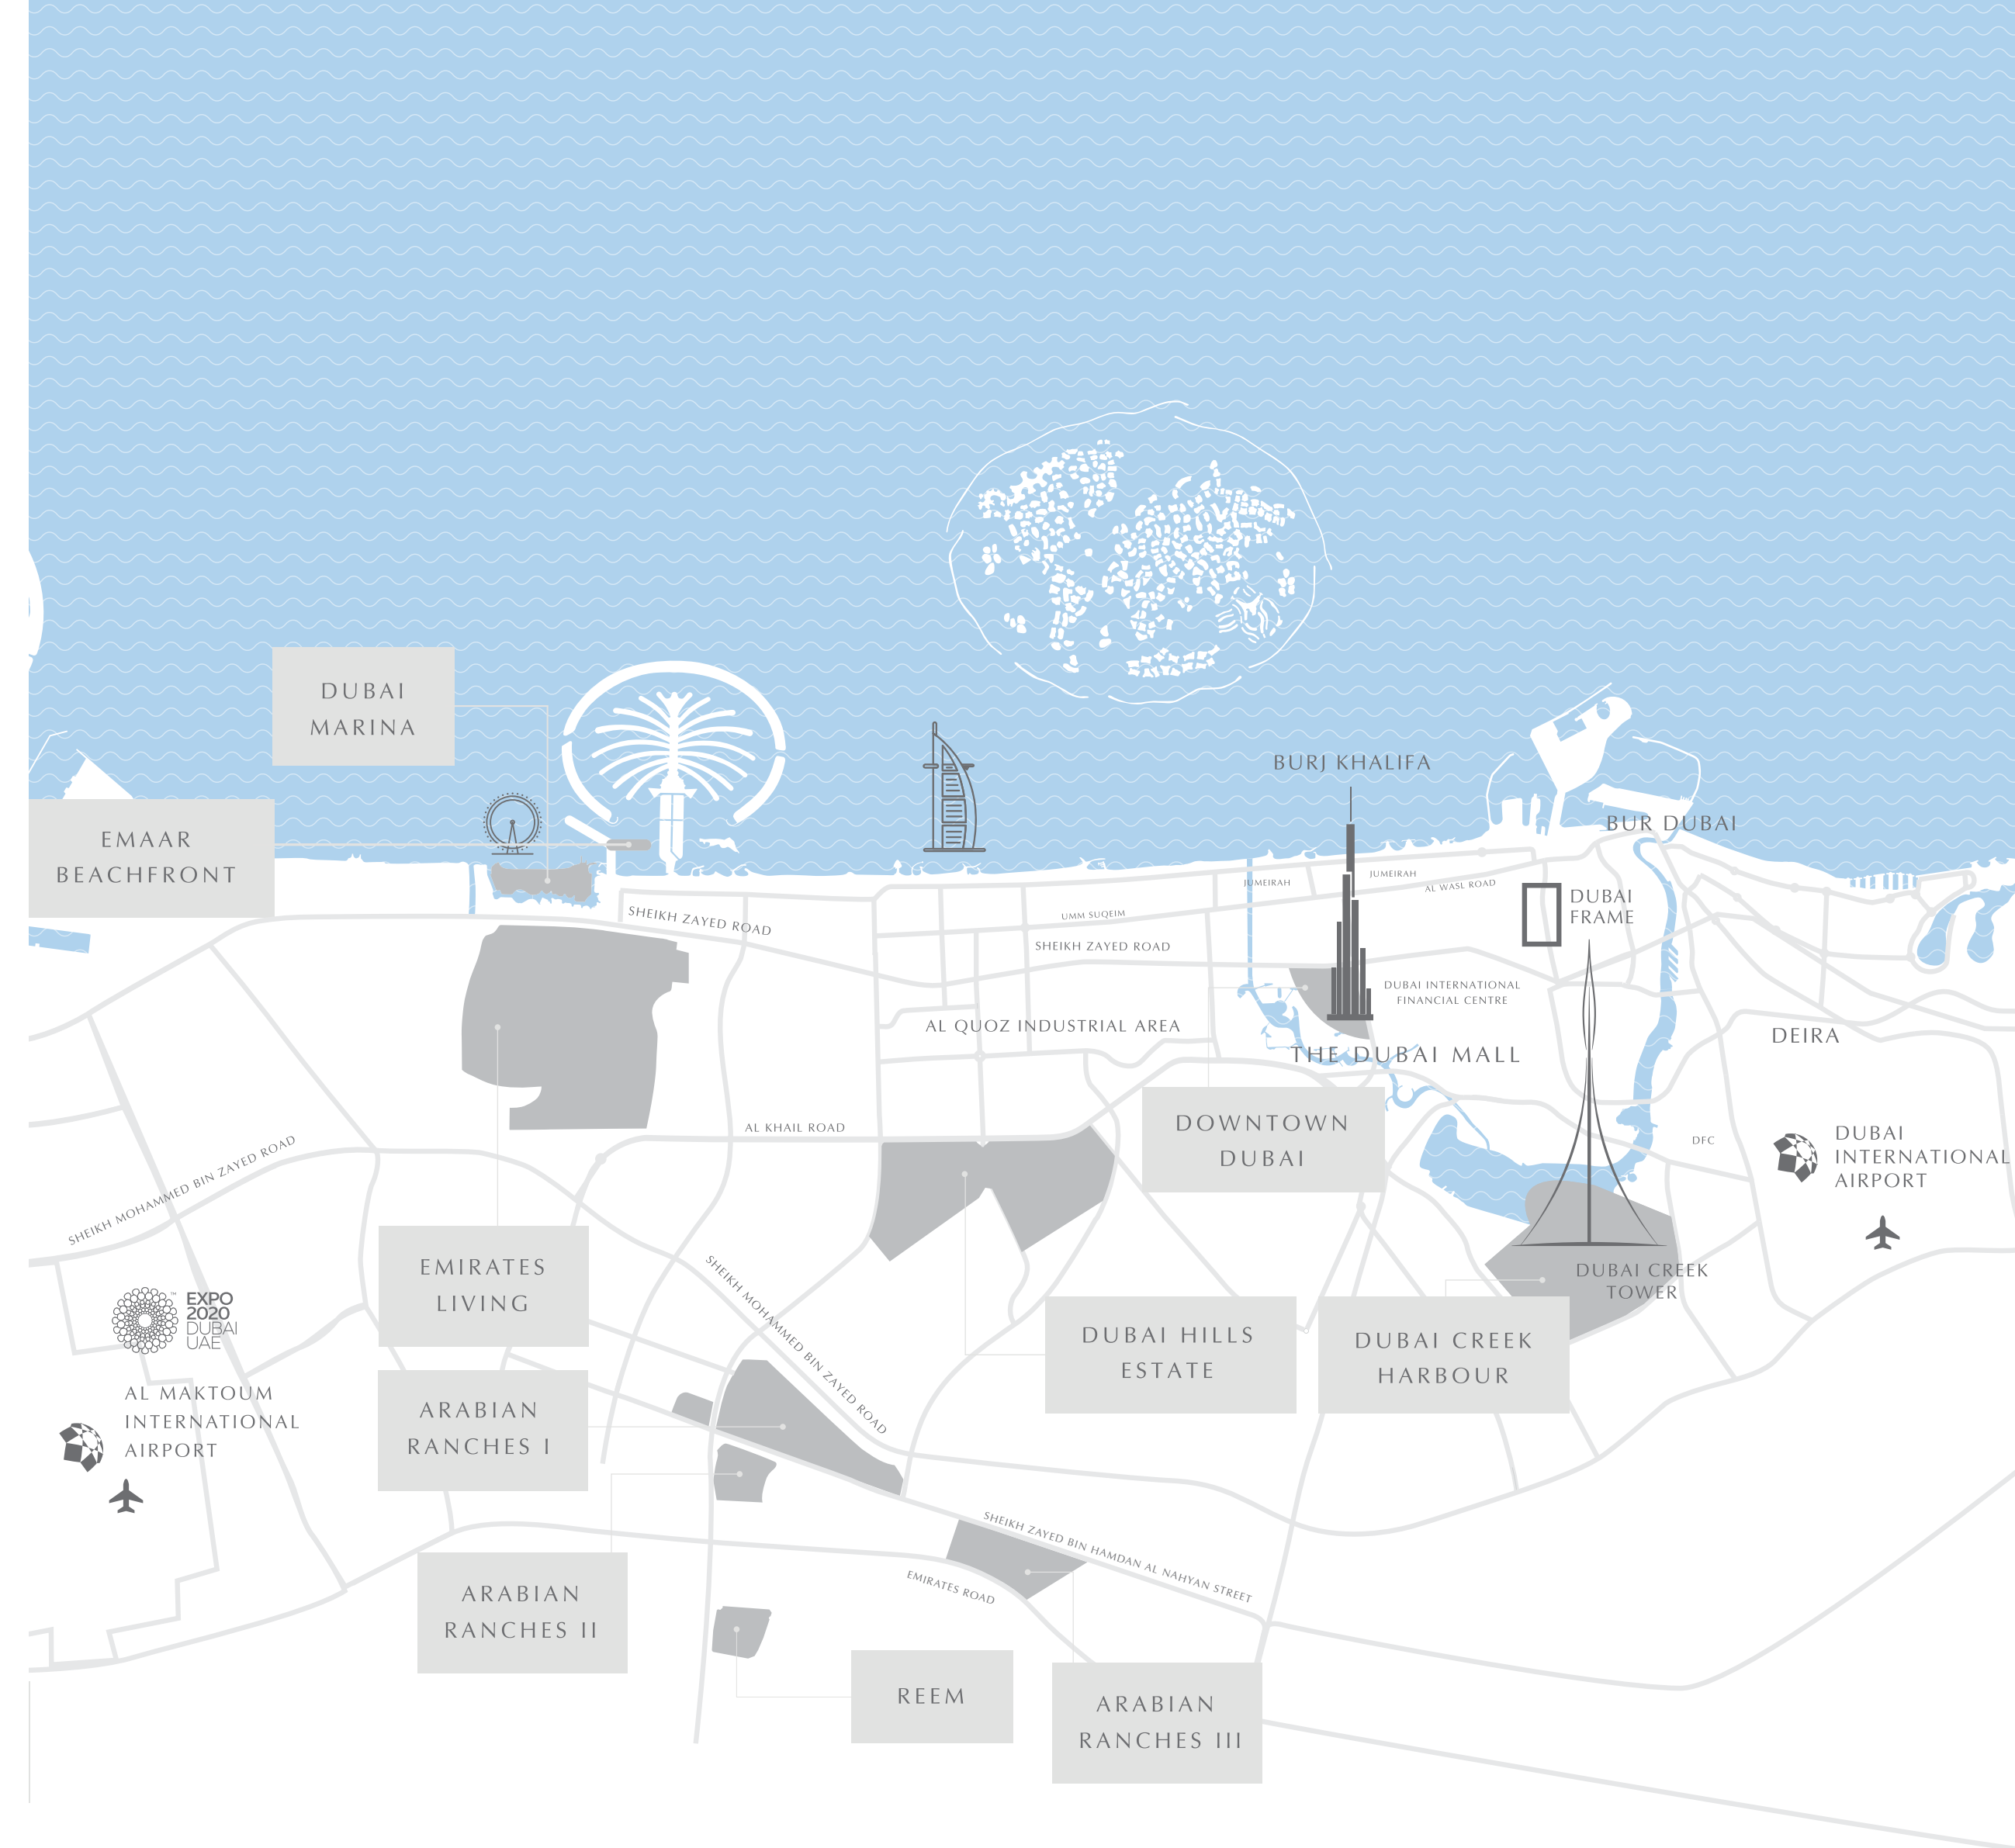 DUBAI
MARINA
BURJ KHALIFA
EMAAR
BEACHFRONT
BUR DUBAI
JUMEIRAH
JUMEIRAH
AL WASL ROAD
DUBAI
FRAME
SHEIKH ZAYED ROAD
UMM SUQEIM
SHEIKH ZAYED ROAD
DUBAI INTERNATIONAL
FINANCIAL CENTRE
AL QUOZ INDUSTRIAL AREA
THE DUBAI MALL
DEIRA
DOWNTOWN
DUBAI
AL KHAIL ROAD
DFC
DUBAI
INTERNATIONAL
AIRPORT
SHEIKH MOHAMMED BIN ZAYED ROAD
EMIRATES
LIVING
SHEIKH MOHAMMED BIN ZAYED ROAD
DUBAI CREEK
TOWER
™
EXPO
2020
DUBAI
UAE
DUBAI HILLS
ESTATE
DUBAI CREEK
HARBOUR
AL MAKTOUM
INTERNATIONAL
AIRPORT
ARABIAN
RANCHES I
SHEIKH ZAYED BIN HAMDAN AL NAHYAN STREET
EMIRATES ROAD
ARABIAN
RANCHES II
REEM
ARABIAN
RANCHES III